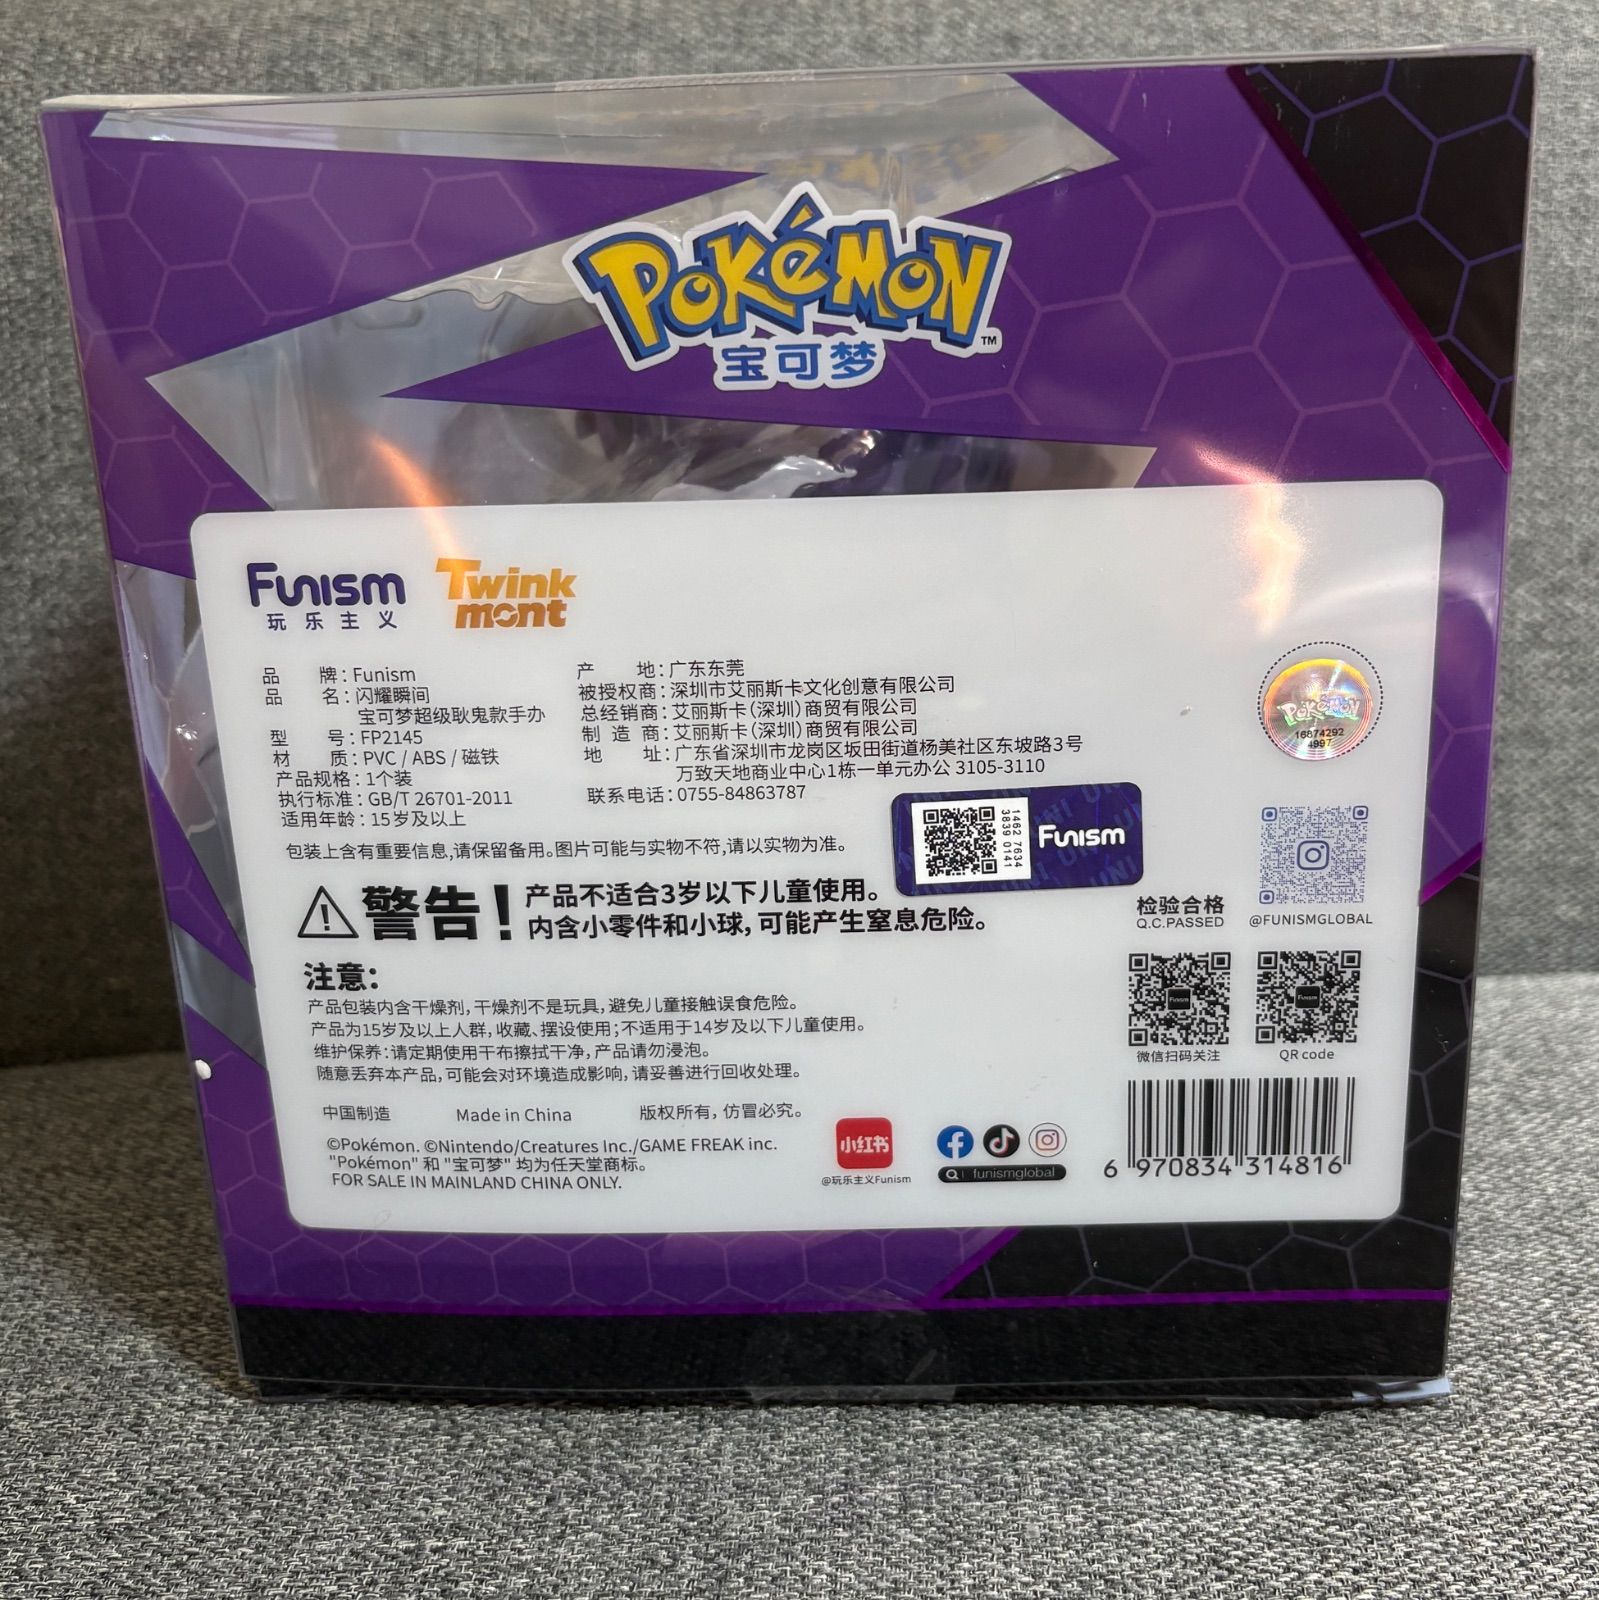 POKéMON
TM
宝可梦
Funism
玩乐主义
Twink
mont
品 牌: Funism
品 名: 闪耀瞬间
宝可梦超级耿鬼款手办
型 号: FP2145
材 质: PVC / ABS / 磁铁
产品规格: 1个装
执行标准: GB/T 26701-2011
适用年龄: 15岁及以上
产 地: 广东东莞
被授权商: 深圳市艾丽斯卡文化创意有限公司
总经销商: 艾丽斯卡(深圳)商贸有限公司
制 造 商: 艾丽斯卡(深圳)商贸有限公司
地 址: 广东省深圳市龙岗区坂田街道杨美社区东坡路3号
万致天地商业中心1栋一单元办公 3105-3110
联系电话: 0755-84863787
POKéMON
16874292
4997
包装上含有重要信息,请保留备用。图片可能与实物不符,请以实物为准。
1462 7634
3839 0141
Funism
警告!
产品不适合3岁以下儿童使用。
内含小零件和小球,可能产生窒息危险。
检验合格
Q.C.PASSED
@FUNISMGLOBAL
注意:
产品包装内含干燥剂,干燥剂不是玩具,避免儿童接触误食危险。
产品为15岁及以上人群,收藏、摆设使用;不适用于14岁及以下儿童使用。
维护保养:请定期使用干布擦拭干净,产品请勿浸泡。
随意丢弃本产品,可能会对环境造成影响,请妥善进行回收处理。
Funism
微信扫码关注
Funism
QR code
中国制造 Made in China 版权所有,仿冒必究。
©Pokémon. ©Nintendo/Creatures Inc./GAME FREAK inc.
"Pokémon" 和 "宝可梦" 均为任天堂商标。
FOR SALE IN MAINLAND CHINA ONLY.
小红书
@玩乐主义Funism
funismglobal
6 970834 314816